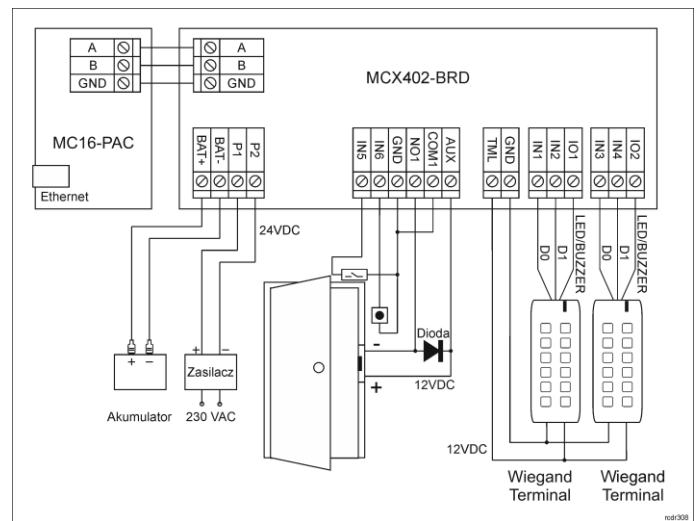 A
B
GND
A
B
GND
MC16-PAC
Ethernet
MCX402-BRD
BAT+
BAT-
P1
P2
IN5
IN6
GND
NO1
COM1
AUX
TML
GND
IN1
IN2
IO1
IN3
IN4
IO2
24VDC
D0
D1
LED/BUZZER
D0
D1
LED/BUZZER
+ −
Akumulator
+ −
Zasilacz
230 VAC
Dioda
-
+
12VDC
12VDC
Wiegand
Terminal
Wiegand
Terminal
rodr308